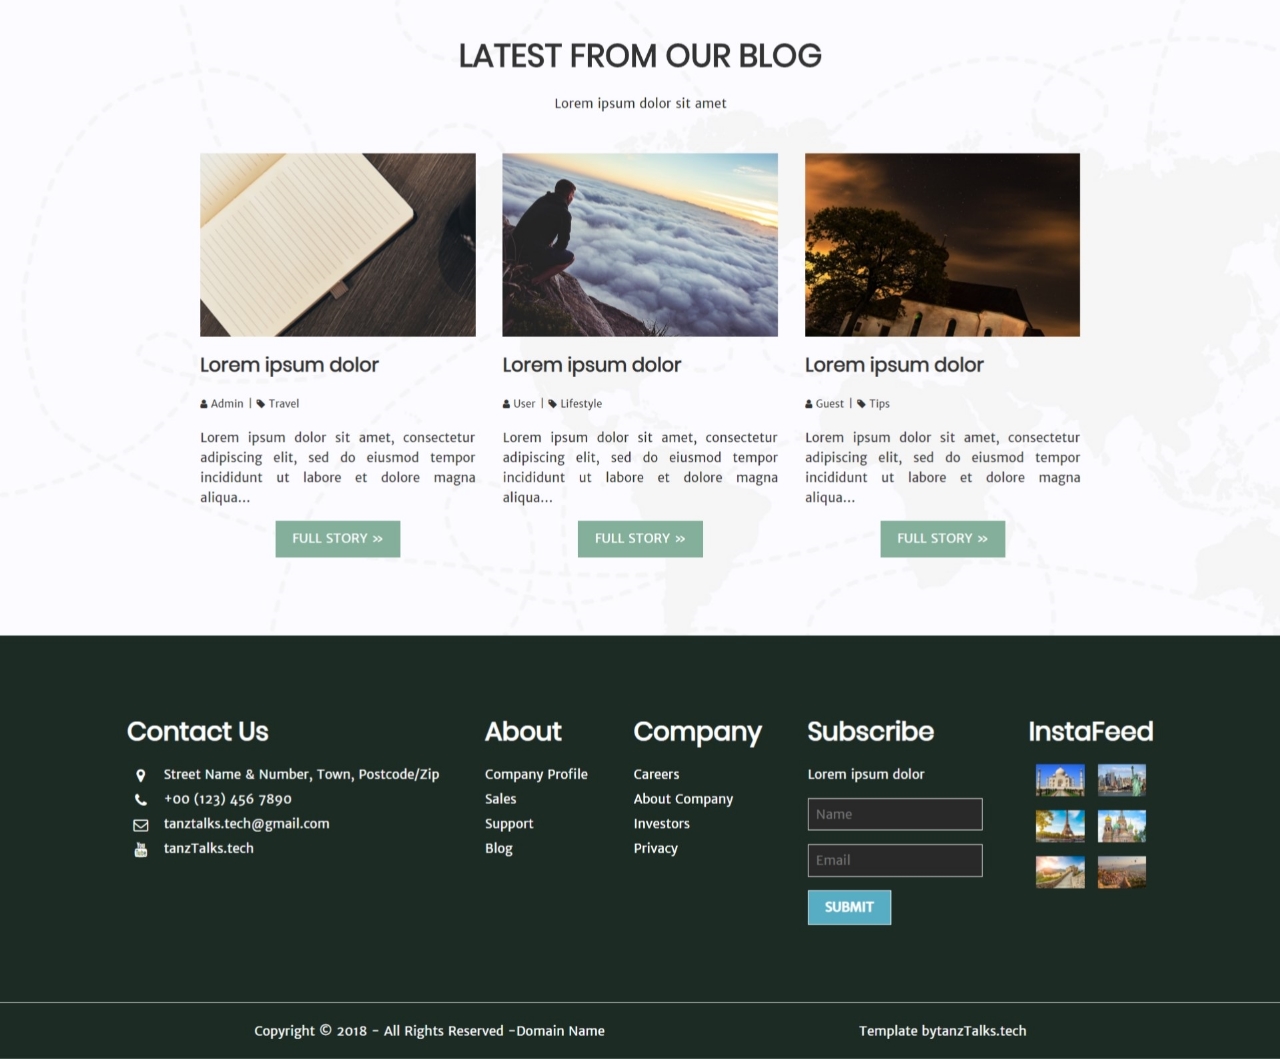 LATEST FROM OUR BLOG
Lorem ipsum dolor sit amet
Lorem ipsum dolor
Admin | Travel
Lorem ipsum dolor sit amet, consectetur
adipiscing elit, sed do eiusmod tempor
incididunt ut labore et dolore magna
aliqua...
FULL STORY »
Lorem ipsum dolor
User | Lifestyle
Lorem ipsum dolor sit amet, consectetur
adipiscing elit, sed do eiusmod tempor
incididunt ut labore et dolore magna
aliqua...
FULL STORY »
Lorem ipsum dolor
Guest | Tips
Lorem ipsum dolor sit amet, consectetur
adipiscing elit, sed do eiusmod tempor
incididunt ut labore et dolore magna
aliqua...
FULL STORY »
Contact Us
Street Name & Number, Town, Postcode/Zip
+00 (123) 456 7890
tanztalks.tech@gmail.com
tanzTalks.tech
About
Company Profile
Sales
Support
Blog
Company
Careers
About Company
Investors
Privacy
Subscribe
Lorem ipsum dolor
Name
Email
SUBMIT
InstaFeed
Copyright © 2018 - All Rights Reserved -Domain Name
Template bytanzTalks.tech